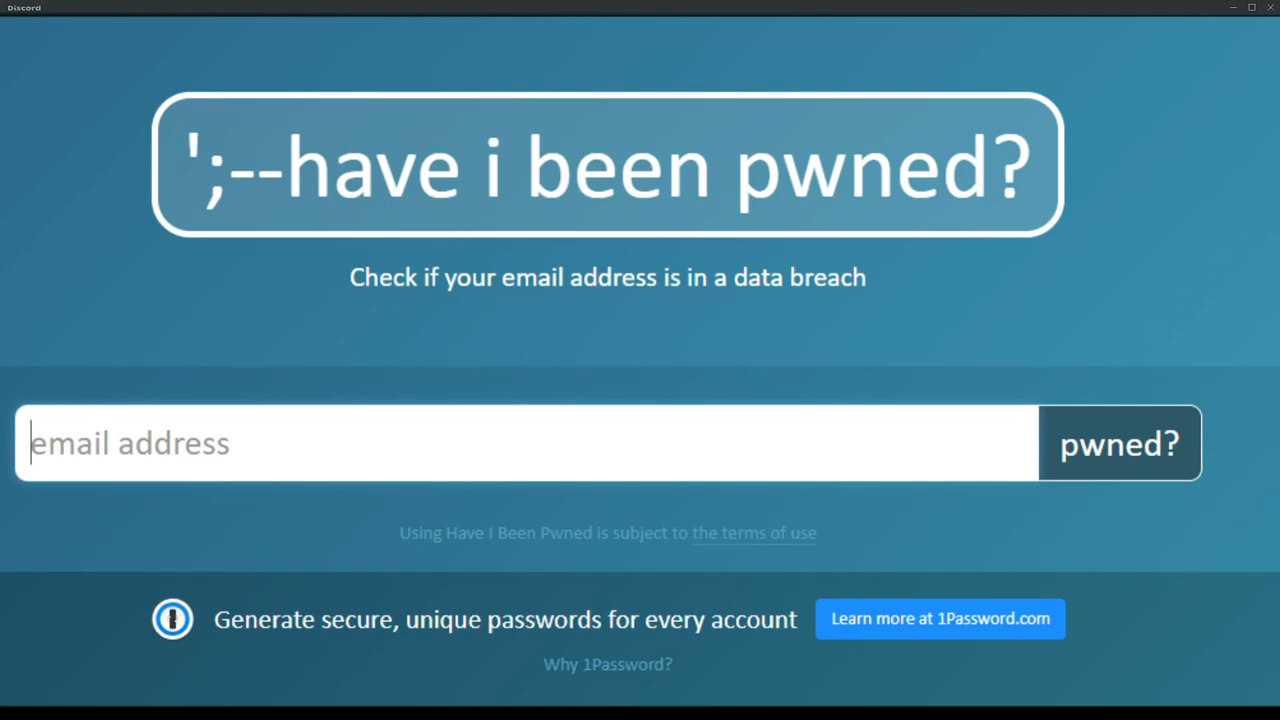 Discord
';--have i been pwned?
Check if your email address is in a data breach
email address
pwned?
Using Have I Been Pwned is subject to the terms of use
Generate secure, unique passwords for every account
Learn more at 1Password.com
Why 1Password?